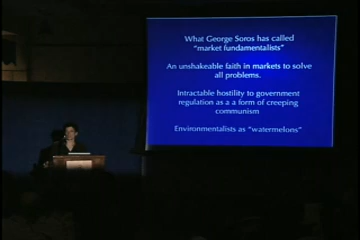 What George Soros has called
"market fundamentalists"
An unshakeable faith in markets to solve
all problems.
Intractable hostility to government
regulation as a a form of creeping
communism
Environmentalists as "watermelons"